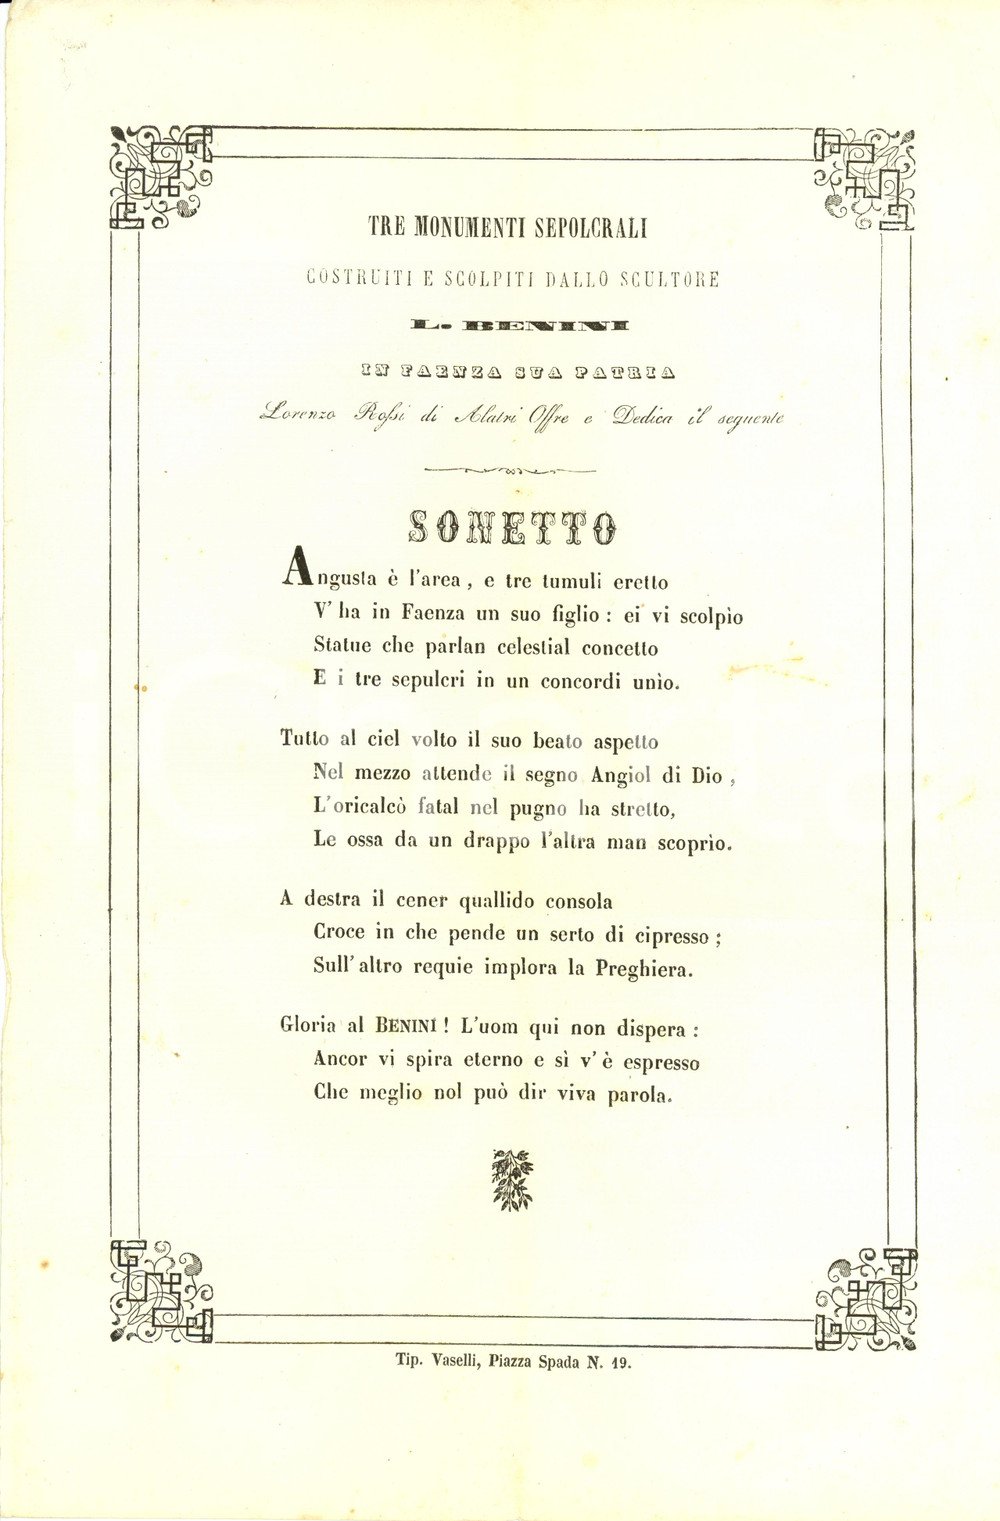 TRE MONUMENTI SEPOLCRALI
COSTRUITI E SCOLPITI DALLO SCULTORE
L. BENINI
IN FAENZA SUA PATRIA
Lorenzo Rossi di Alatri Offre e Dedica il seguente
SONETTO
Angusta è l'area, e tre tumuli eretto
V' ha in Faenza un suo figlio: ei vi scolpìo
Statue che parlan celestial concetto
E i tre sepulcri in un concordi unìo.
Tutto al ciel volto il suo beato aspetto
Nel mezzo attende il segno Angiol di Dio,
L'oricalcò fatal nel pugno ha stretto,
Le ossa da un drappo l'altra man scoprìo.
A destra il cener quallido consola
Croce in che pende un serto di cipresso;
Sull' altro requie implora la Preghiera.
Gloria al BENINI! L'uom qui non dispera:
Ancor vi spira eterno e sì v' è espresso
Che meglio nol può dir viva parola.
Tip. Vaselli, Piazza Spada N. 19.